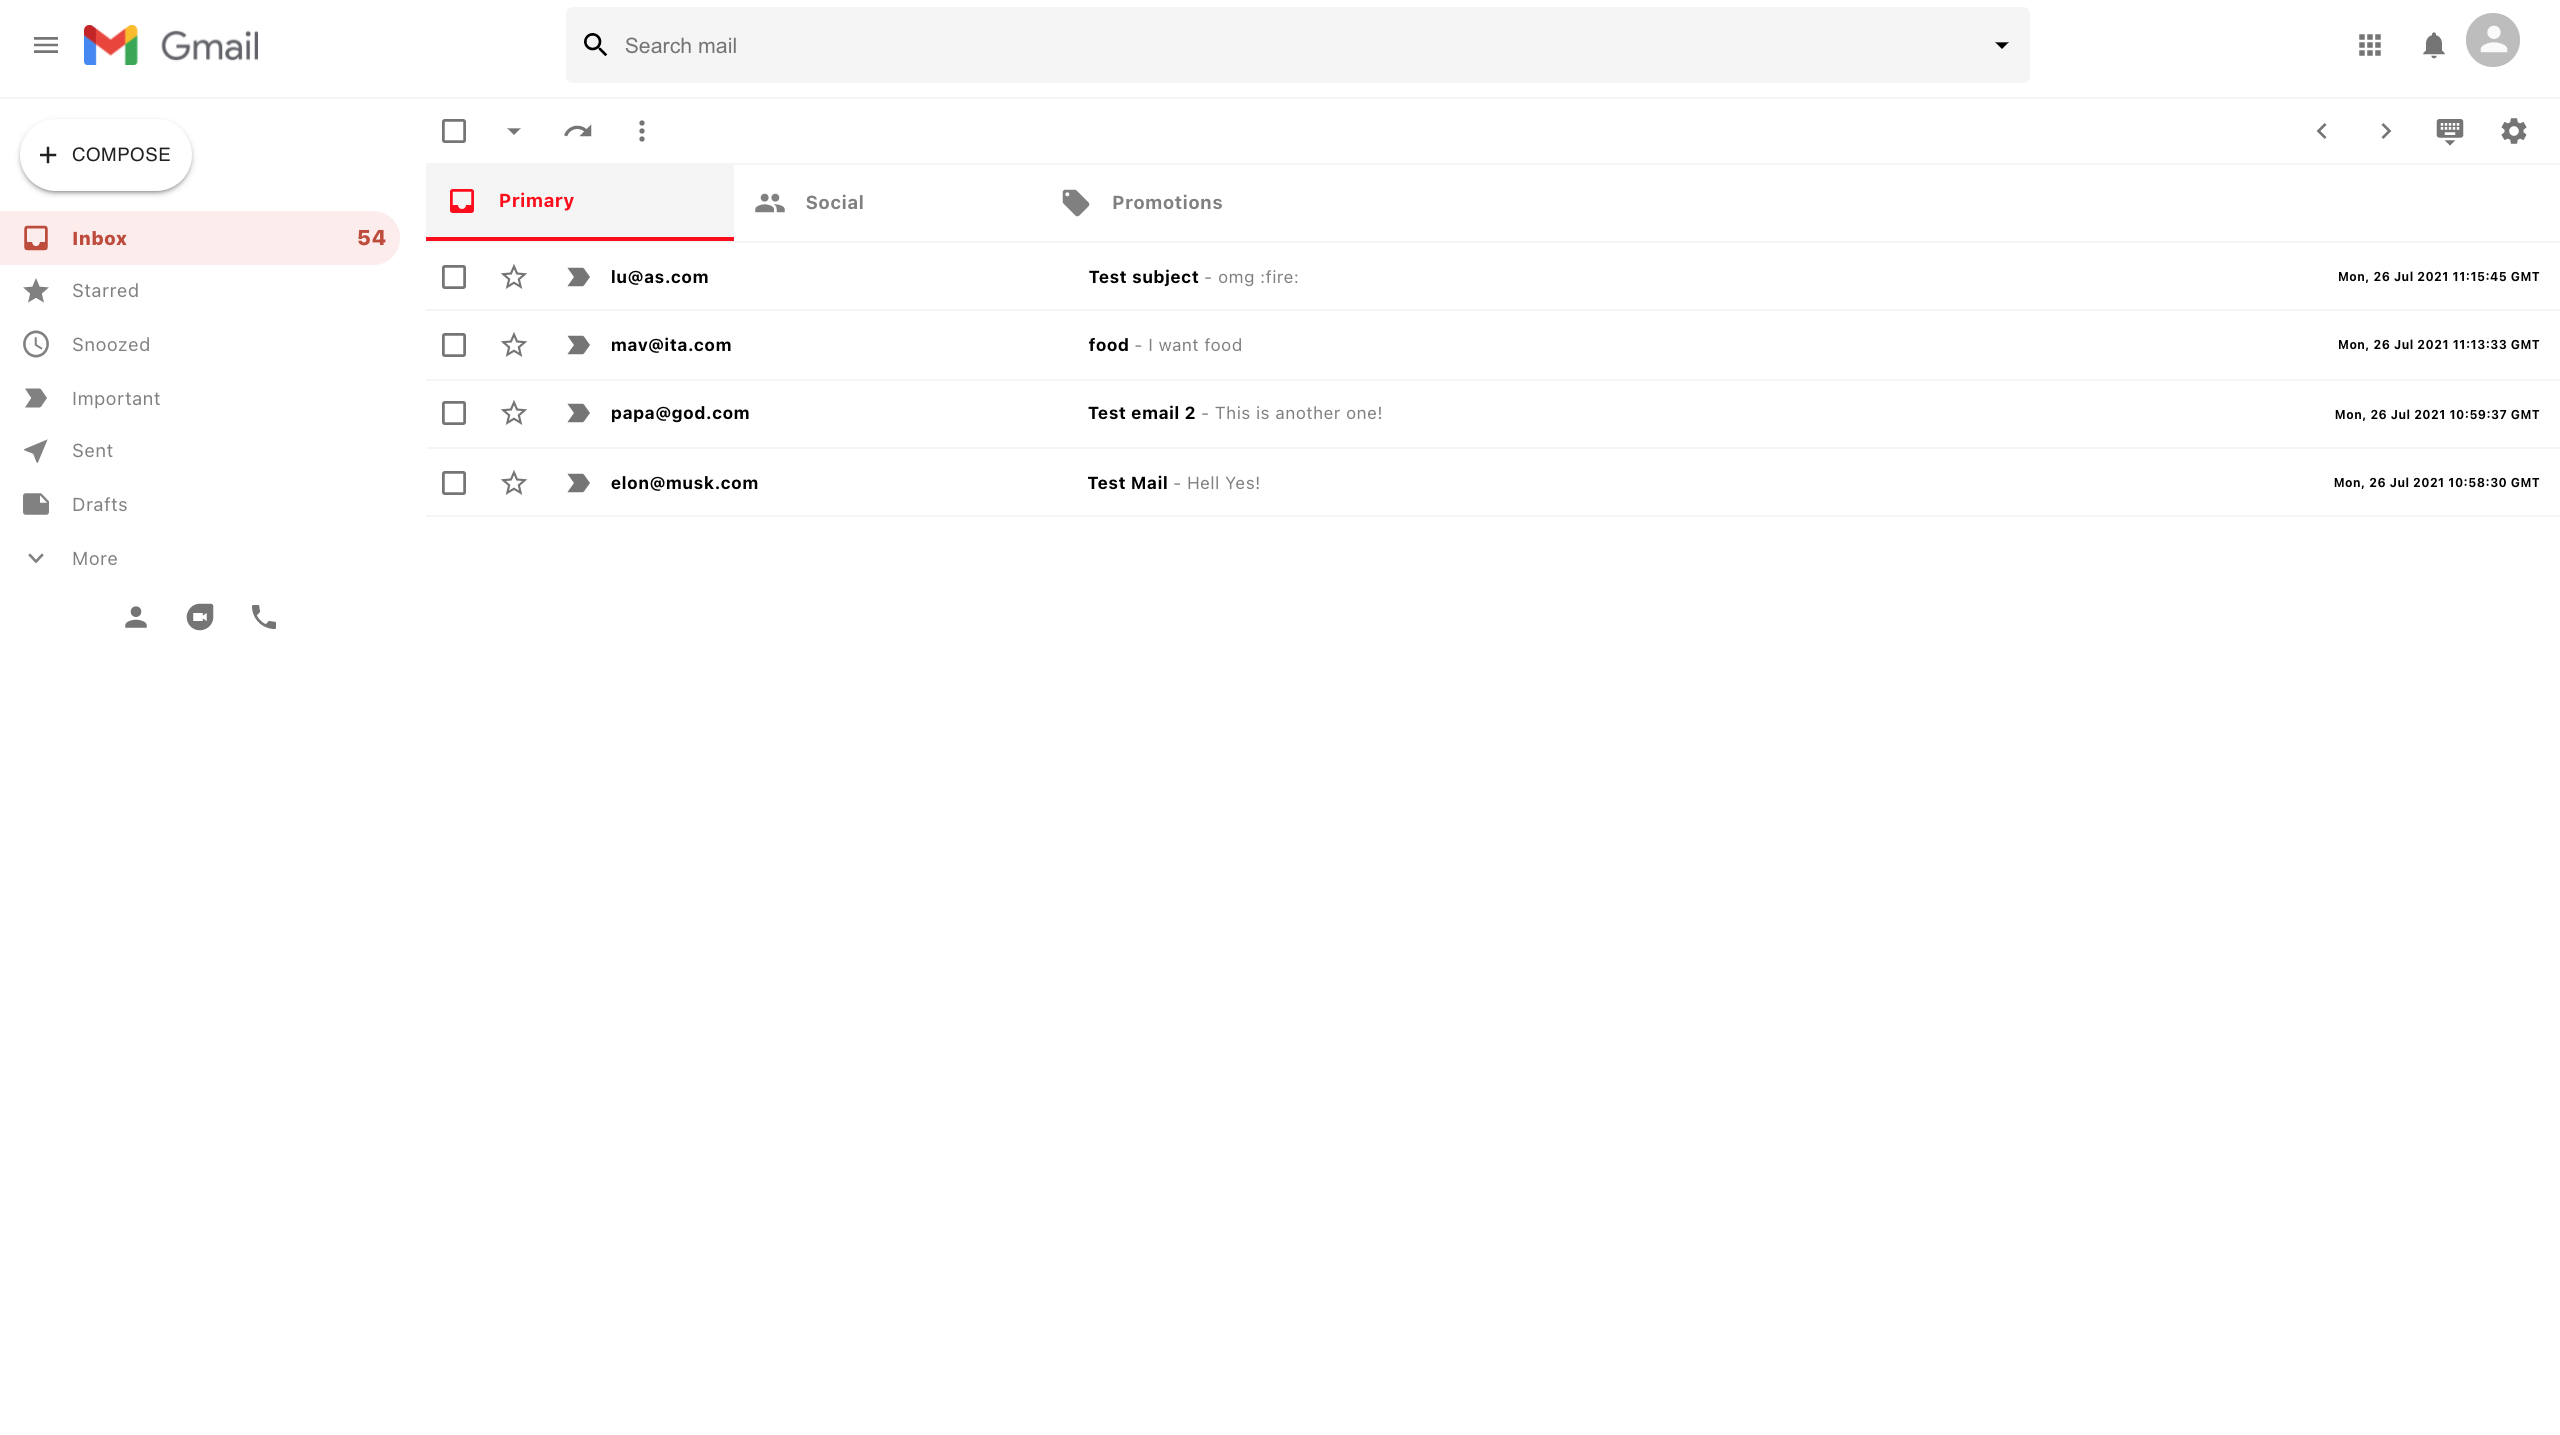 Gmail
Search mail
COMPOSE
Inbox 54
Starred
Snoozed
Important
Sent
Drafts
More
Primary Social Promotions
lu@as.com Test subject - omg :fire: Mon, 26 Jul 2021 11:15:45 GMT
mav@ita.com food - I want food Mon, 26 Jul 2021 11:13:33 GMT
papa@god.com Test email 2 - This is another one! Mon, 26 Jul 2021 10:59:37 GMT
elon@musk.com Test Mail - Hell Yes! Mon, 26 Jul 2021 10:58:30 GMT